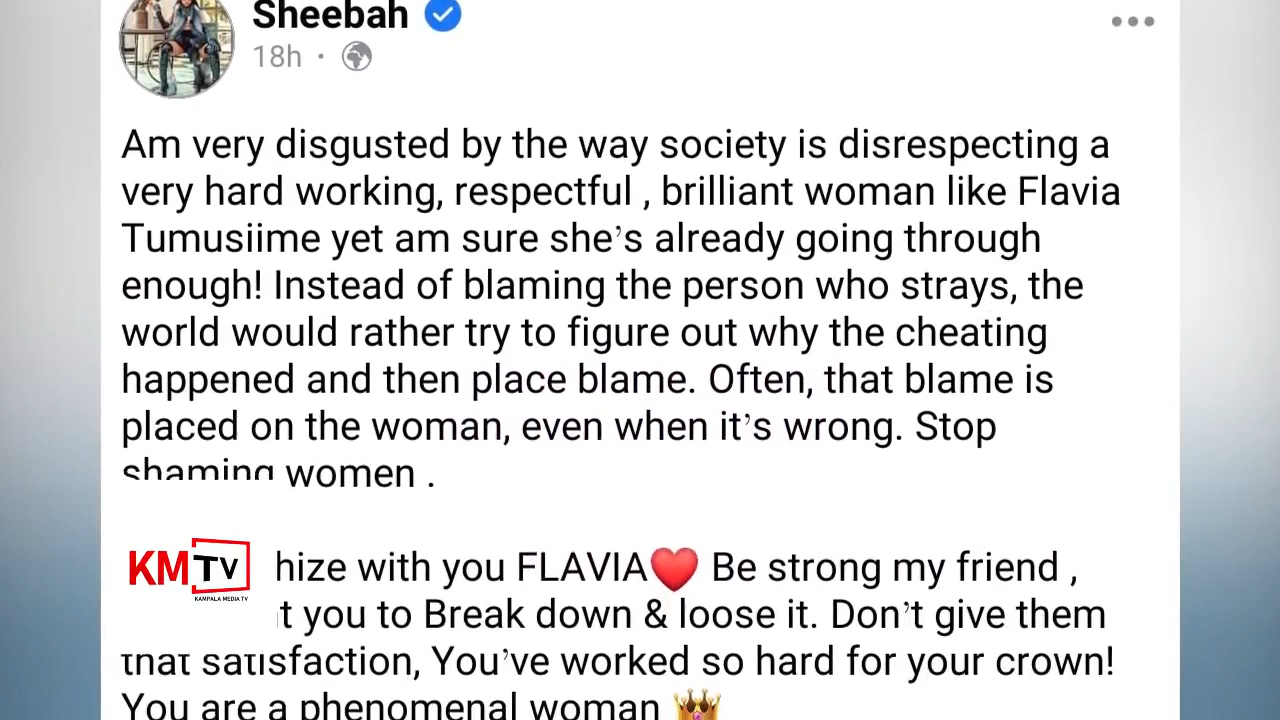 Sheebah
18h ·
Am very disgusted by the way society is disrespecting a
very hard working, respectful , brilliant woman like Flavia
Tumusiime yet am sure she's already going through
enough! Instead of blaming the person who strays, the
world would rather try to figure out why the cheating
happened and then place blame. Often, that blame is
placed on the woman, even when it's wrong. Stop
shaming women .
KMTV
KAMPALA MEDIA TV
hize with you FLAVIA❤️ Be strong my friend ,
t you to Break down & loose it. Don't give them
that satisfaction, You've worked so hard for your crown!
You are a phenomenal woman 👑